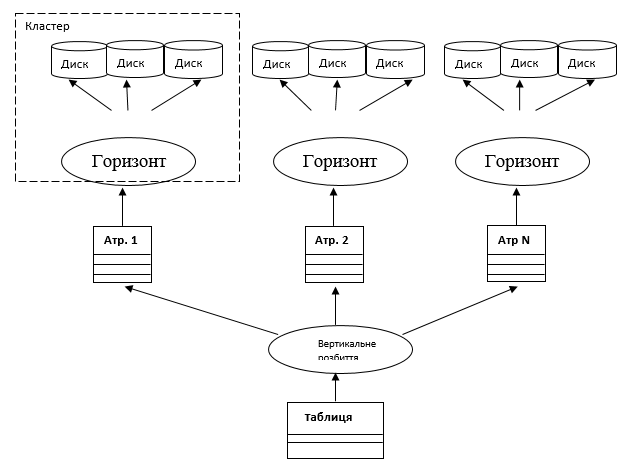 Кластер
Диск Диск Диск Диск Диск Диск Диск Диск Диск
Горизонт Горизонт Горизонт
Атр. 1 Атр. 2 Атр N
Вертикальне
розбиття
Таблиця